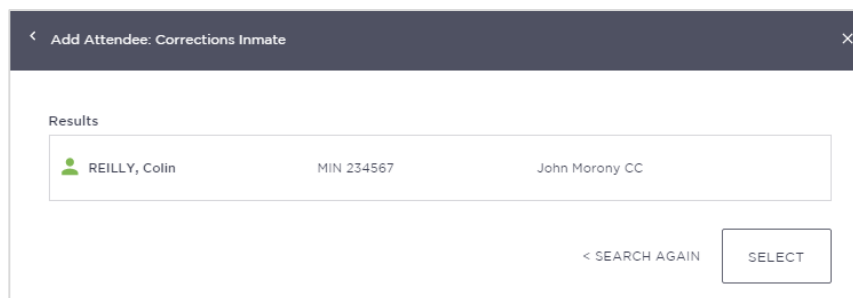 < Add Attendee: Corrections Inmate ×
Results
REILLY, Colin MIN 234567 John Morony CC
< SEARCH AGAIN SELECT